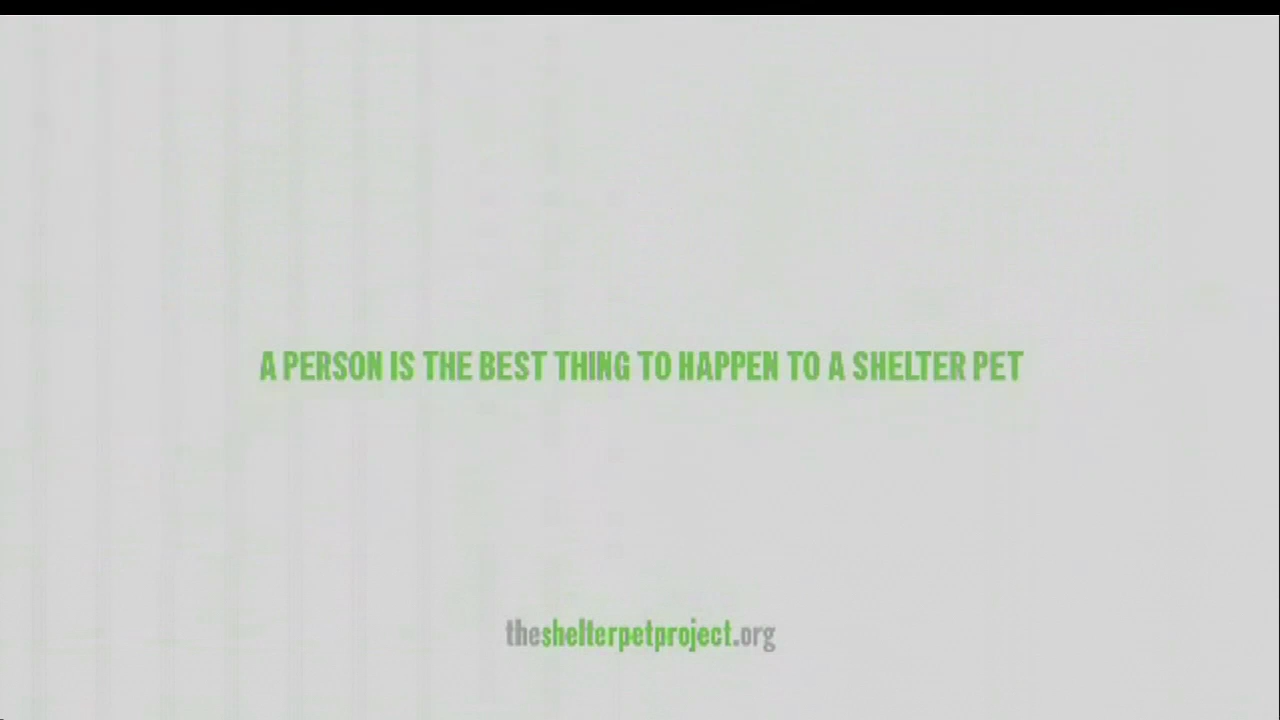 A PERSON IS THE BEST THING TO HAPPEN TO A SHELTER PET
theshelterpetproject.org